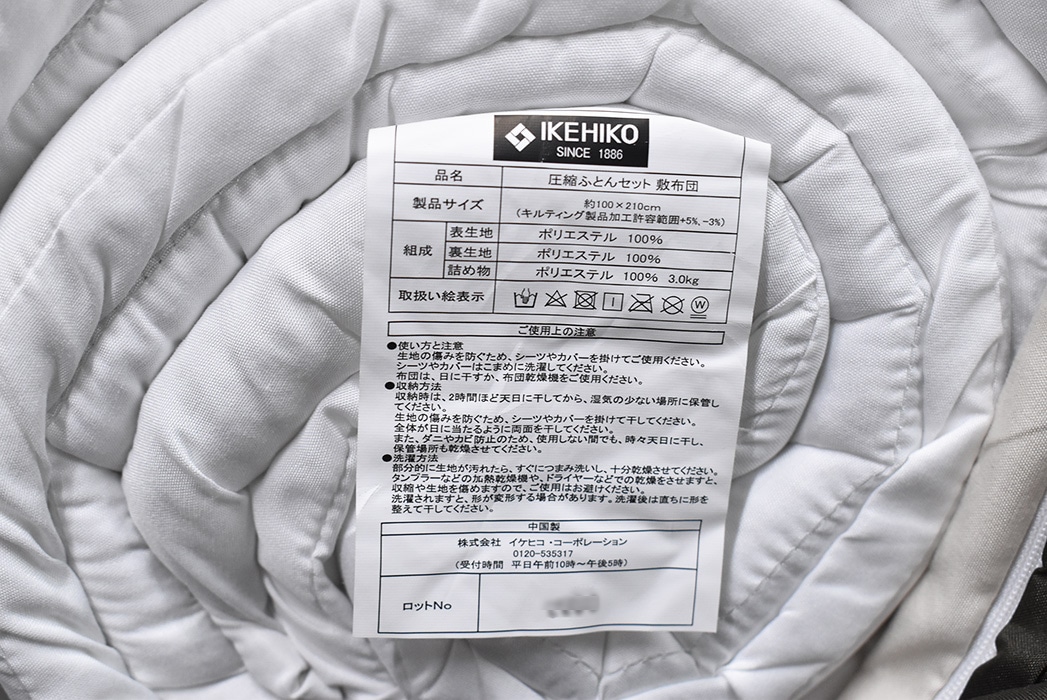 IKEHIKO
SINCE 1886
品名 圧縮ふとんセット 敷布団
製品サイズ 約100×210cm
(キルティング製品加工許容範囲+5%、-3%)
組成 表生地 ポリエステル 100%
裏生地 ポリエステル 100%
詰め物 ポリエステル 100% 3.0kg
取扱い絵表示 W
ご使用上の注意
●使い方と注意
生地の傷みを防ぐため、シーツやカバーを掛けてご使用ください。
シーツやカバーはこまめに洗濯してください。
布団は、日に干すか、布団乾燥機をご使用ください。
●収納方法
収納時は、2時間ほど天日に干してから、湿気の少ない場所に保管し
てください。
生地の傷みを防ぐため、シーツやカバーを掛けて干してください。
全体が日に当たるように両面を干してください。
また、ダニやカビ防止のため、使用しない間でも、時々天日に干し、
保管場所も乾燥させてください。
●洗濯方法
部分的に生地が汚れたら、すぐにつまみ洗いし、十分乾燥させてください。
タンブラーなどの加熱乾燥機や、ドライヤーなどでの乾燥をさせますと、
収縮や生地を傷めますので、ご使用はお避けください。
洗濯されますと、形が変形する場合があります。洗濯後は直ちに形を
整えて干してください。
中国製
株式会社 イケヒコ・コーポレーション
0120-535317
(受付時間 平日午前10時～午後5時)
ロットNo